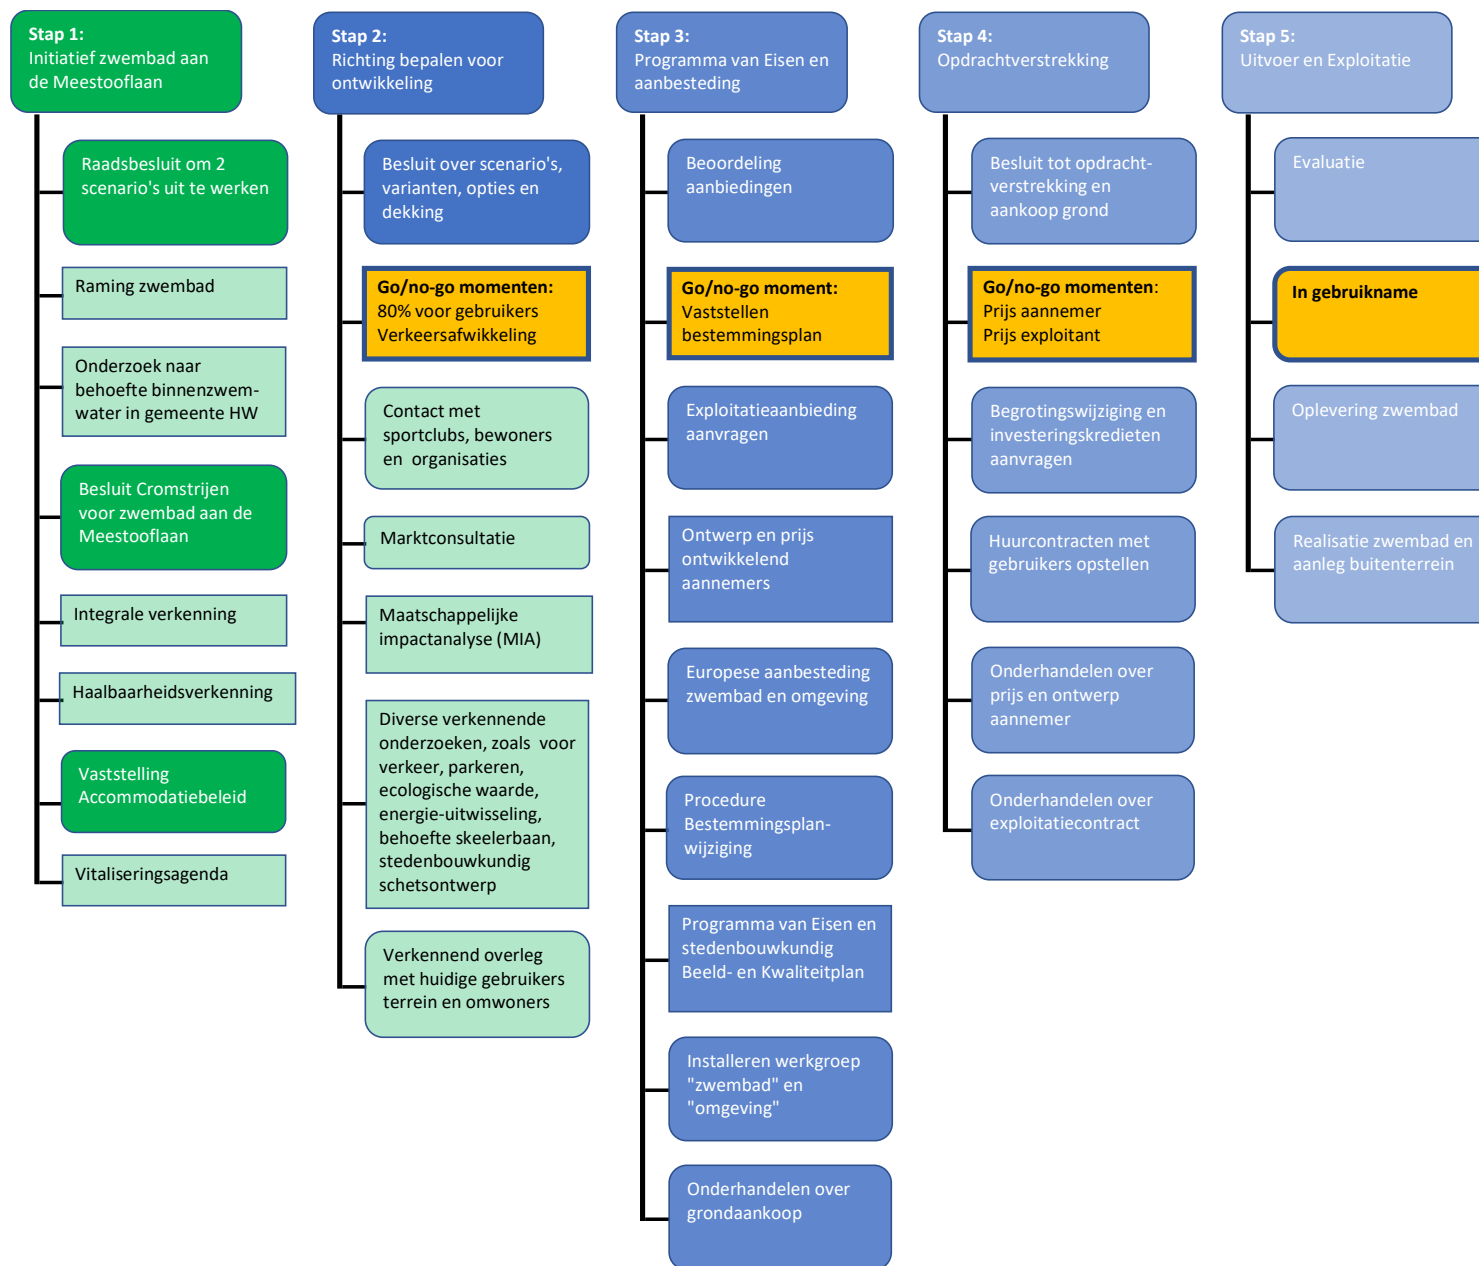 Stap 1:
Initiatief zwembad aan
de Meestooflaan
Raadsbesluit om 2
scenario's uit te werken
Raming zwembad
Onderzoek naar
behoefte binnenzwem-
water in gemeente HW
Besluit Cromstrijen
voor zwembad aan de
Meestooflaan
Integrale verkenning
Haalbaarheidsverkenning
Vaststelling
Accommodatiebeleid
Vitaliseringsagenda
Stap 2:
Richting bepalen voor
ontwikkeling
Besluit over scenario's,
varianten, opties en
dekking
Go/no-go momenten:
80% voor gebruikers
Verkeersafwikkeling
Contact met
sportclubs, bewoners
en organisaties
Marktconsultatie
Maatschappelijke
impactanalyse (MIA)
Diverse verkennende
onderzoeken, zoals voor
verkeer, parkeren,
ecologische waarde,
energie-uitwisseling,
behoefte skeelerbaan,
stedenbouwkundig
schetsontwerp
Verkennend overleg
met huidige gebruikers
terrein en omwoners
Stap 3:
Programma van Eisen en
aanbesteding
Beoordeling
aanbiedingen
Go/no-go moment:
Vaststellen
bestemmingsplan
Exploitatieaanbieding
aanvragen
Ontwerp en prijs
ontwikkelend
aannemers
Europese aanbesteding
zwembad en omgeving
Procedure
Bestemmingsplan-
wijziging
Programma van Eisen en
stedenbouwkundig
Beeld- en Kwaliteitplan
Installeren werkgroep
"zwembad" en
"omgeving"
Onderhandelen over
grondaankoop
Stap 4:
Opdrachtverstrekking
Besluit tot opdracht-
verstrekking en
aankoop grond
Go/no-go momenten:
Prijs aannemer
Prijs exploitant
Begrotingswijziging en
investeringskredieten
aanvragen
Huurcontracten met
gebruikers opstellen
Onderhandelen over
prijs en ontwerp
aannemer
Onderhandelen over
exploitatiecontract
Stap 5:
Uitvoer en Exploitatie
Evaluatie
In gebruikname
Oplevering zwembad
Realisatie zwembad en
aanleg buitenterrein